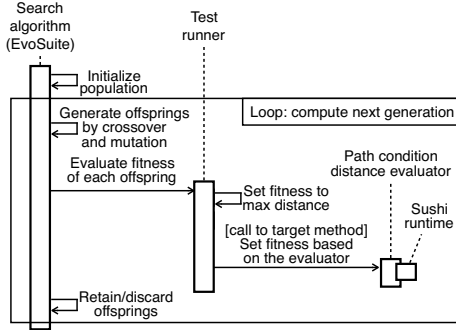 Search
algorithm
(EvoSuite)
Test
runner
Initialize
population
Loop: compute next generation
Generate offsprings
by crossover
and mutation
Evaluate fitness
of each offspring
Path condition
distance evaluator
Set fitness to
max distance
Sushi
runtime
[call to target method]
Set fitness based
on the evaluator
Retain/discard
offsprings